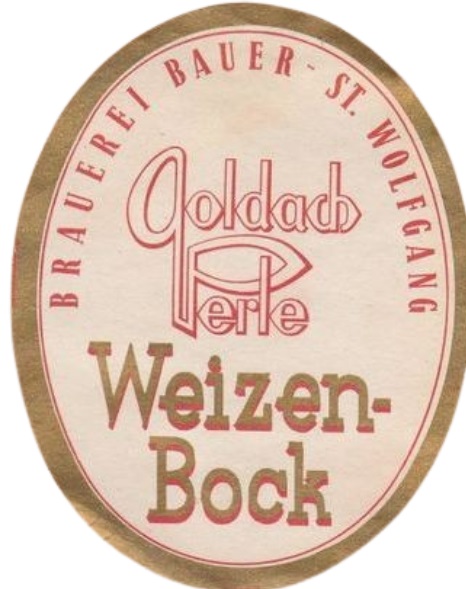 BRAUEREI BAUER - ST. WOLFGANG
Goldach
Perle
Weizen-
Bock